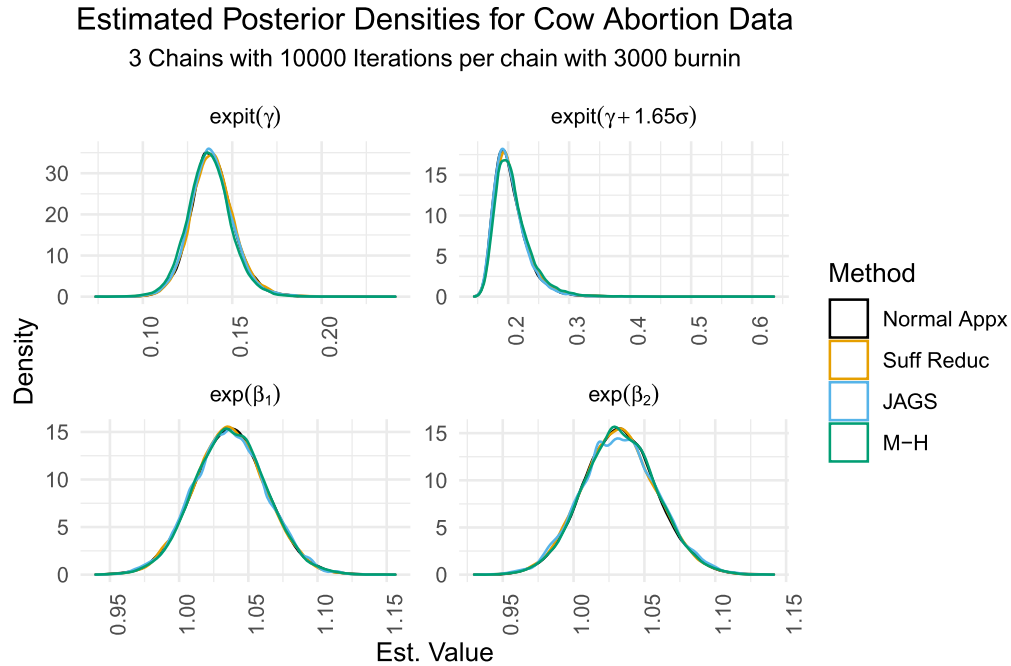 Estimated Posterior Densities for Cow Abortion Data
3 Chains with 10000 Iterations per chain with 3000 burnin
expit(γ)
expit(γ+1.65σ)
30
20
10
0
0.10
0.15
0.20
15
10
5
0
0.2
0.3
0.4
0.5
0.6
exp(β₁)
exp(β₂)
15
10
5
0
0.95
1.00
1.05
1.10
1.15
15
10
5
0
0.95
1.00
1.05
1.10
1.15
Density
Est. Value
Method
Normal Appx
Suff Reduc
JAGS
M−H